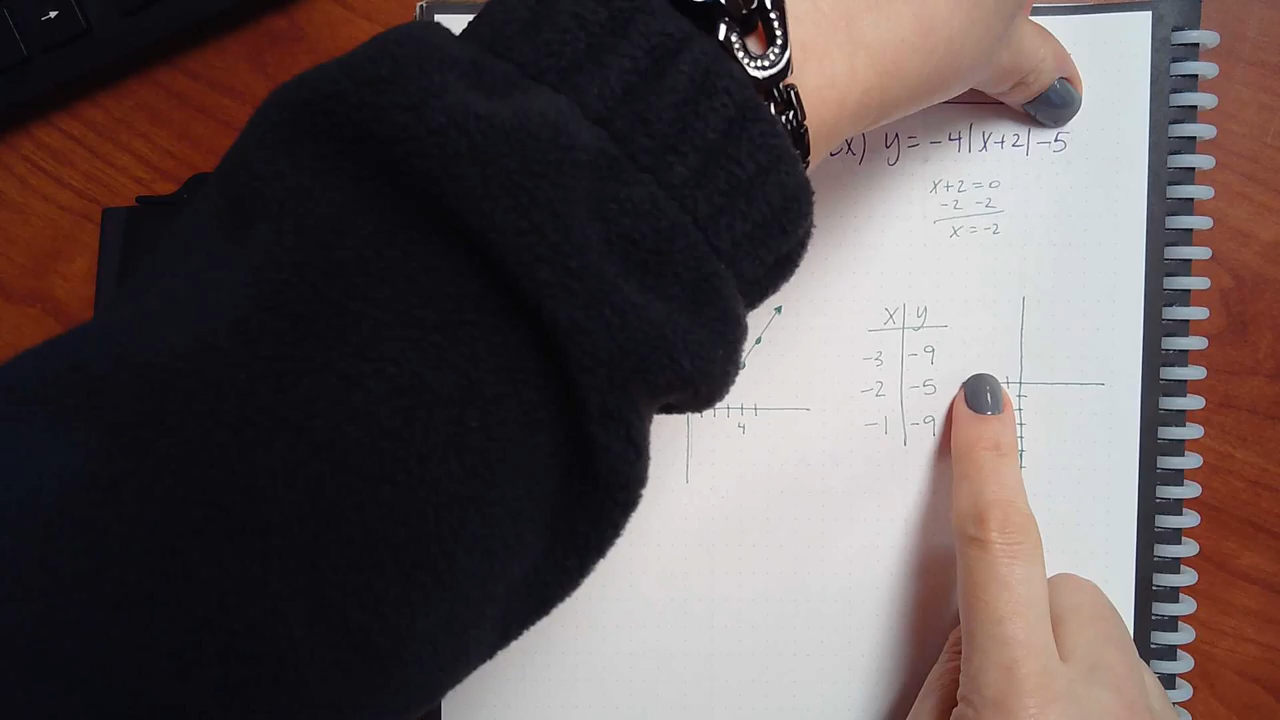 x) y = -4|x+2| -5
x+2=0
-2 -2
x = -2
x y
-3 -9
-2 -5
-1 -9
4